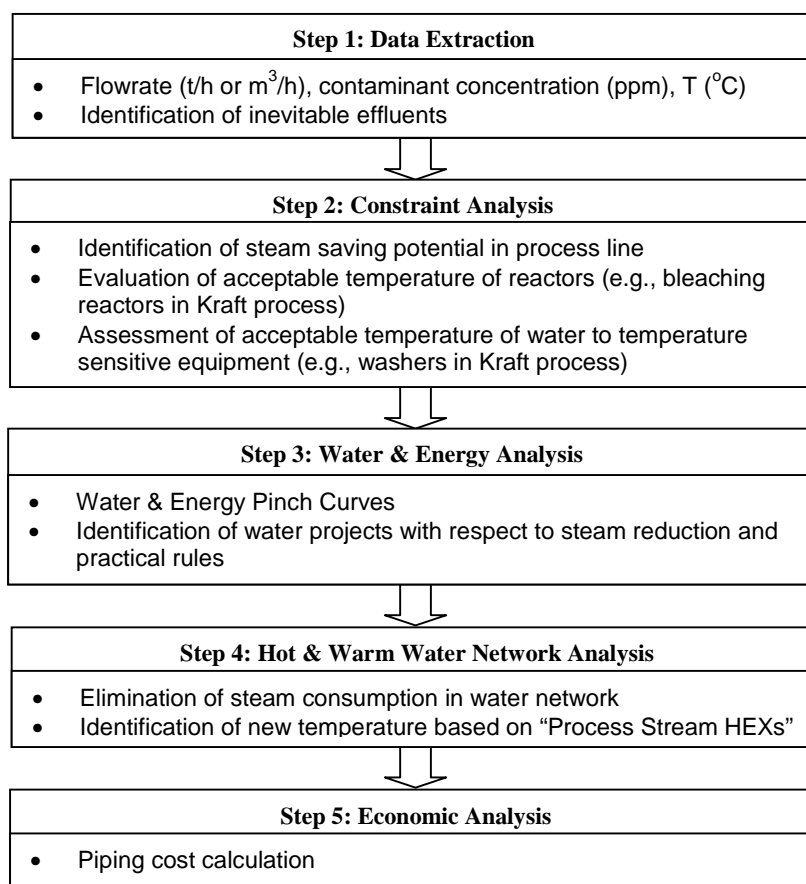 Step 1: Data Extraction
• Flowrate (t/h or m³/h), contaminant concentration (ppm), T (°C)
• Identification of inevitable effluents
Step 2: Constraint Analysis
• Identification of steam saving potential in process line
• Evaluation of acceptable temperature of reactors (e.g., bleaching
reactors in Kraft process)
• Assessment of acceptable temperature of water to temperature
sensitive equipment (e.g., washers in Kraft process)
Step 3: Water & Energy Analysis
• Water & Energy Pinch Curves
• Identification of water projects with respect to steam reduction and
practical rules
Step 4: Hot & Warm Water Network Analysis
• Elimination of steam consumption in water network
• Identification of new temperature based on “Process Stream HEXs”
Step 5: Economic Analysis
• Piping cost calculation